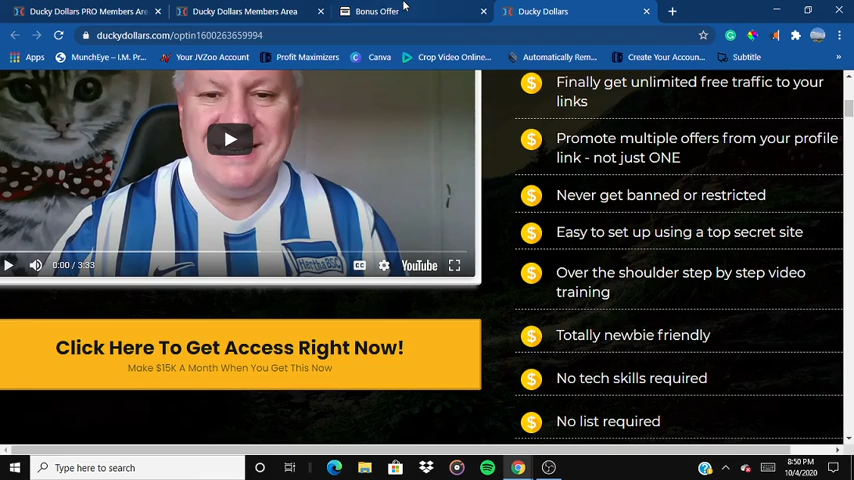 Ducky Dollars PRO Members Are
Ducky Dollars Members Area
Bonus Offer
Ducky Dollars
duckydollars.com/optin1600263659994
Apps
MunchEye – I.M. Pr...
Your JVZoo Account
Profit Maximizers
Canva
Crop Video Online...
Automatically Rem...
Create Your Accoun...
Subtitle
Finally get unlimited free traffic to your
links
Promote multiple offers from your profile
link - not just ONE
Never get banned or restricted
Easy to set up using a top secret site
Over the shoulder step by step video
training
Totally newbie friendly
No tech skills required
No list required
Hertha BSC
0:00 / 3:33
CC
YouTube
Click Here To Get Access Right Now!
Make $15K A Month When You Get This Now
Type here to search
8:50 PM
10/4/2020